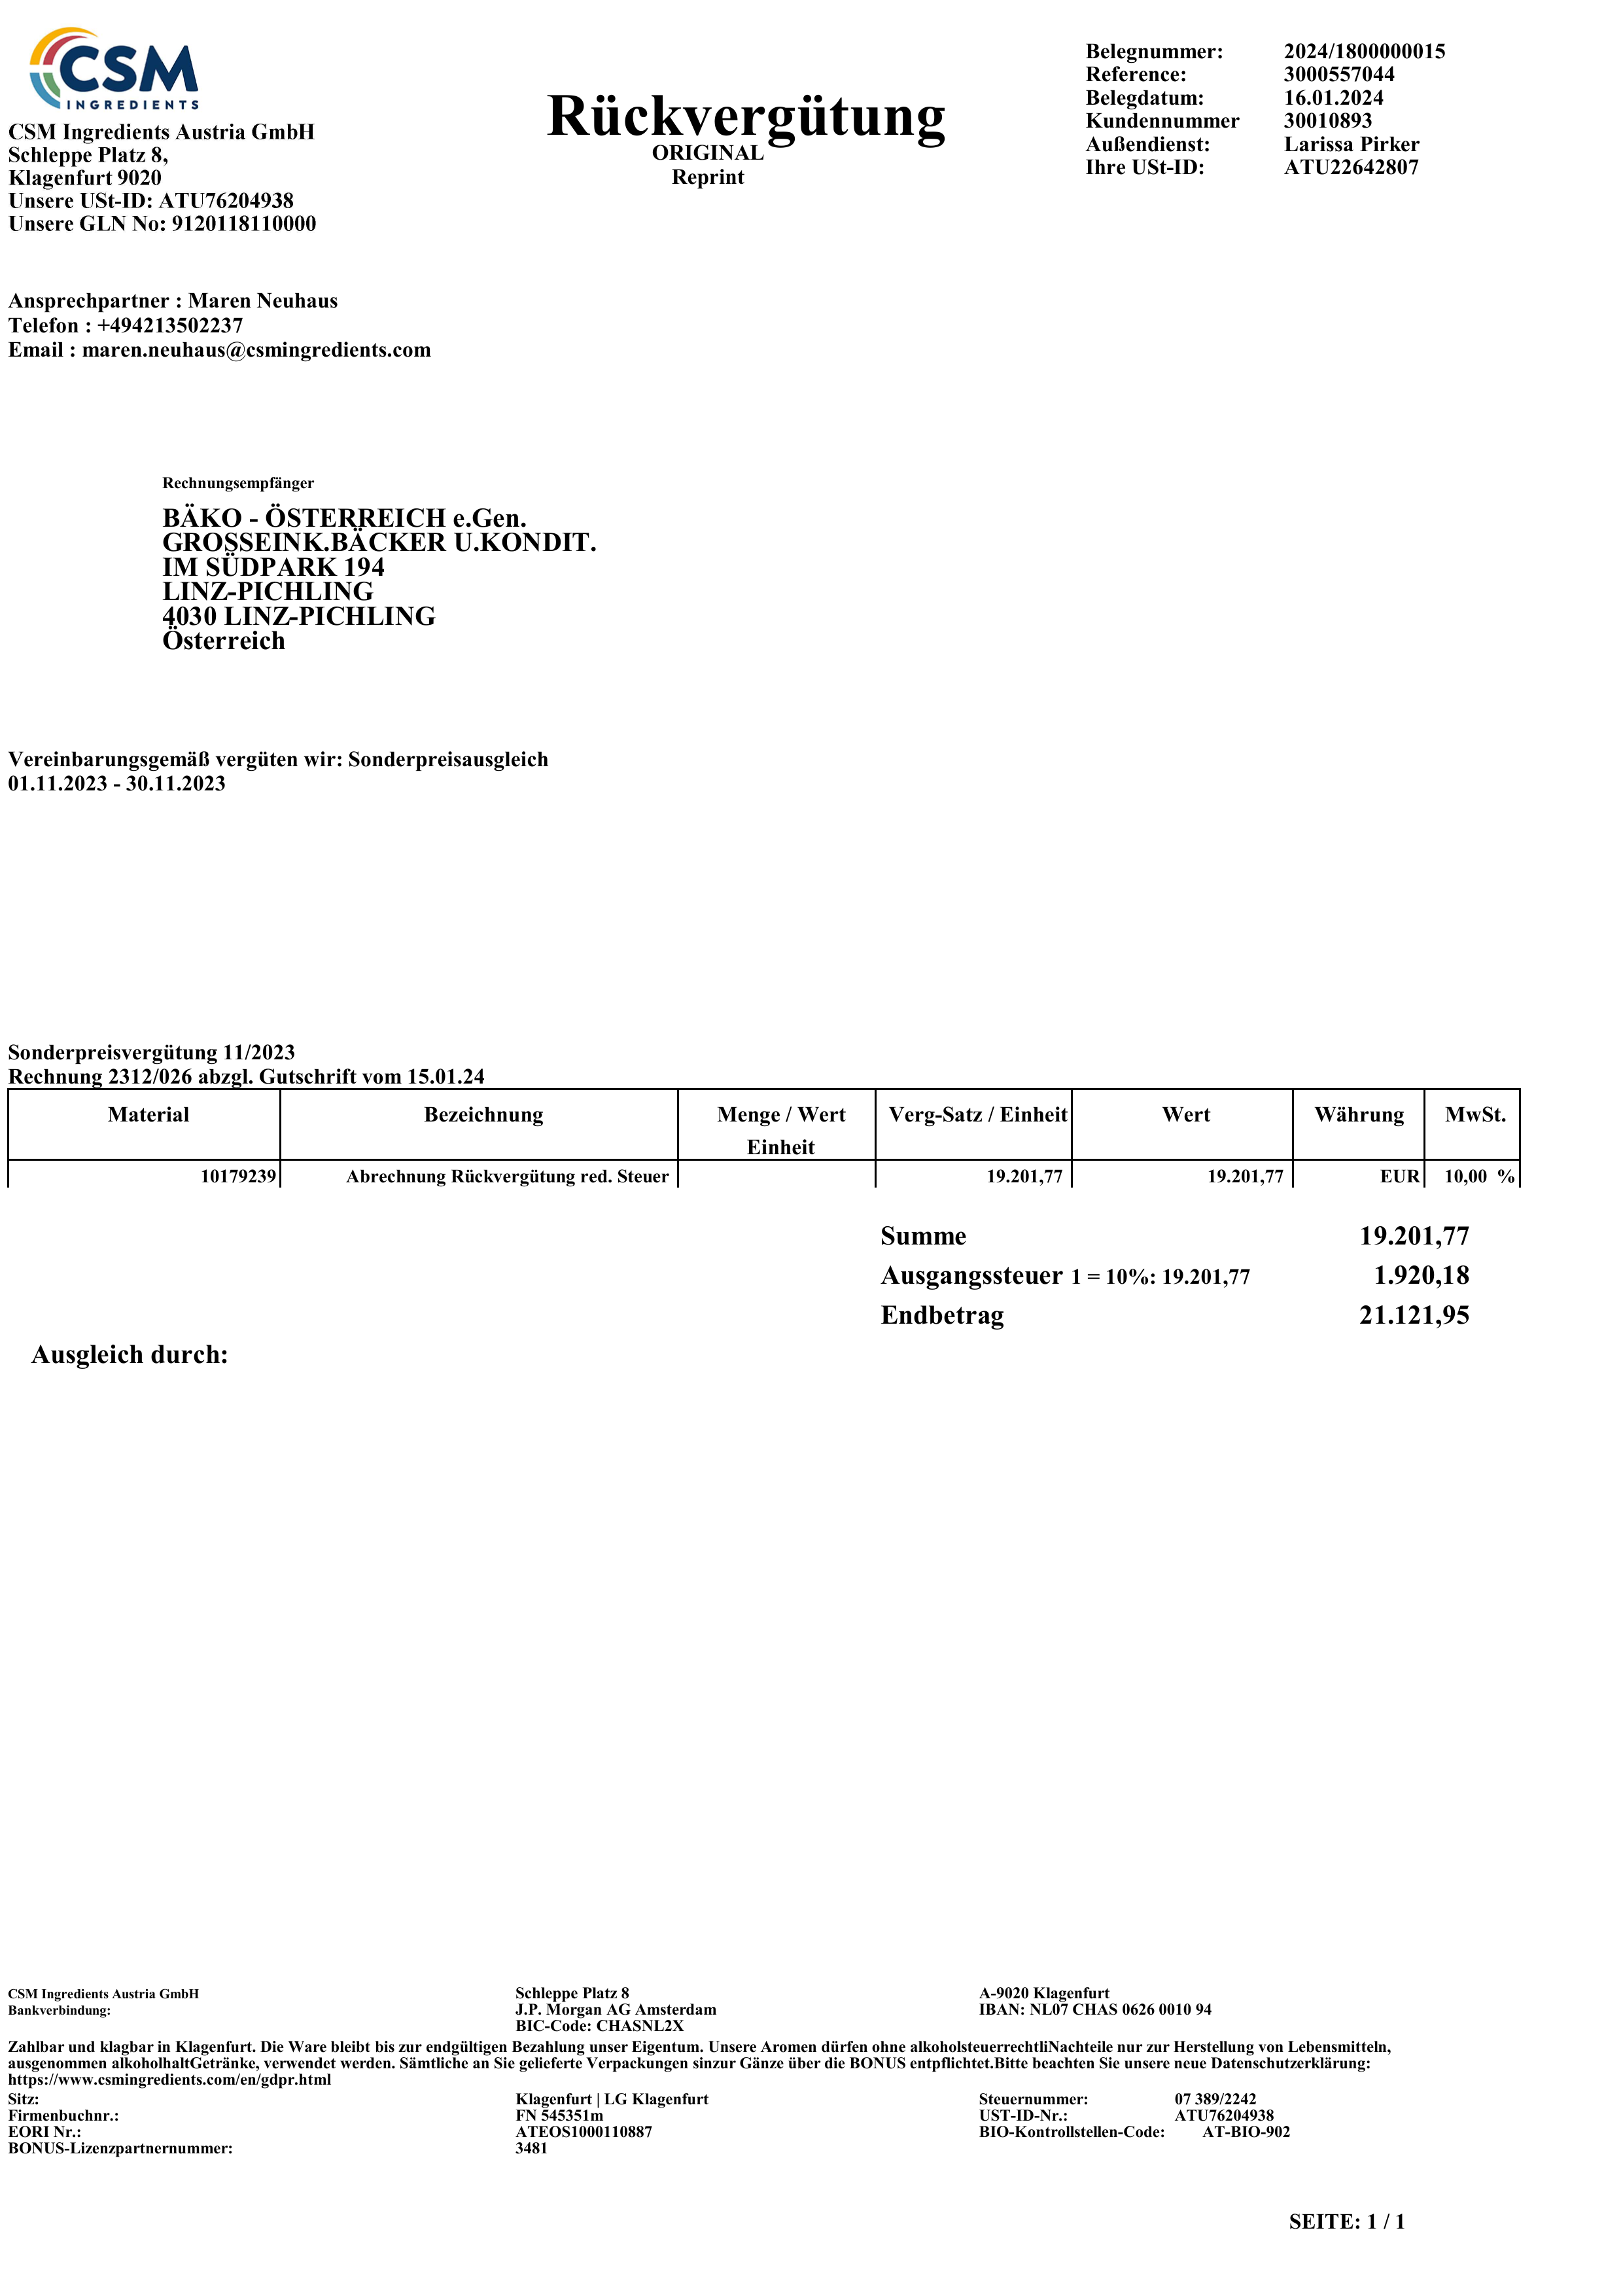 CSM
INGREDIENTS
CSM Ingredients Austria GmbH
Schleppe Platz 8,
Klagenfurt 9020
Unsere USt-ID: ATU76204938
Unsere GLN No: 9120118110000
Rückvergütung
ORIGINAL
Reprint
Belegnummer: 2024/1800000015
Reference: 3000557044
Belegdatum: 16.01.2024
Kundennummer 30010893
Außendienst: Larissa Pirker
Ihre USt-ID: ATU22642807
Ansprechpartner : Maren Neuhaus
Telefon : +494213502237
Email : maren.neuhaus@csmingredients.com
Rechnungsempfänger
BÄKO - ÖSTERREICH e.Gen.
GROSSEINK.BÄCKER U.KONDIT.
IM SÜDPARK 194
LINZ-PICHLING
4030 LINZ-PICHLING
Österreich
Vereinbarungsgemäß vergüten wir: Sonderpreisausgleich
01.11.2023 - 30.11.2023
Sonderpreisvergütung 11/2023
Rechnung 2312/026 abzgl. Gutschrift vom 15.01.24
Material Bezeichnung Menge / Wert Verg-Satz / Einheit Wert Währung MwSt.
Einheit
10179239 Abrechnung Rückvergütung red. Steuer 19.201,77 19.201,77 EUR 10,00 %
Summe 19.201,77
Ausgangssteuer 1 = 10%: 19.201,77 1.920,18
Endbetrag 21.121,95
Ausgleich durch:
CSM Ingredients Austria GmbH Schleppe Platz 8 A-9020 Klagenfurt
Bankverbindung: J.P. Morgan AG Amsterdam IBAN: NL07 CHAS 0626 0010 94
BIC-Code: CHASNL2X
Zahlbar und klagbar in Klagenfurt. Die Ware bleibt bis zur endgültigen Bezahlung unser Eigentum. Unsere Aromen dürfen ohne alkoholsteuerrechtliNachteile nur zur Herstellung von Lebensmitteln,
ausgenommen alkoholhaltGetränke, verwendet werden. Sämtliche an Sie gelieferte Verpackungen sinzur Gänze über die BONUS entpflichtet.Bitte beachten Sie unsere neue Datenschutzerklärung:
https://www.csmingredients.com/en/gdpr.html
Sitz: Klagenfurt | LG Klagenfurt Steuernummer: 07 389/2242
Firmenbuchnr.: FN 545351m UST-ID-Nr.: ATU76204938
EORI Nr.: ATEOS1000110887 BIO-Kontrollstellen-Code: AT-BIO-902
BONUS-Lizenzpartnernummer: 3481
SEITE: 1 / 1